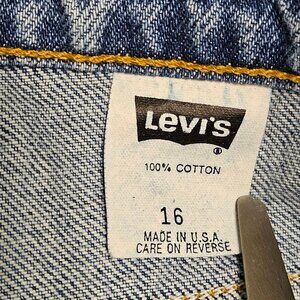 Levi's
®
100% COTTON
16
MADE IN U.S.A.
CARE ON REVERSE